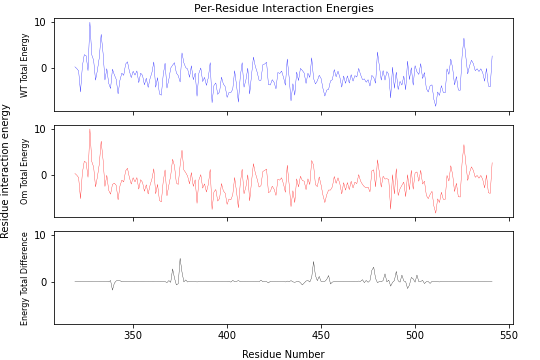 Per-Residue Interaction Energies
Residue interaction energy
WT Total Energy
10
0
Om Total Energy
10
0
Energy Total Difference
10
0
350
400
450
500
550
Residue Number